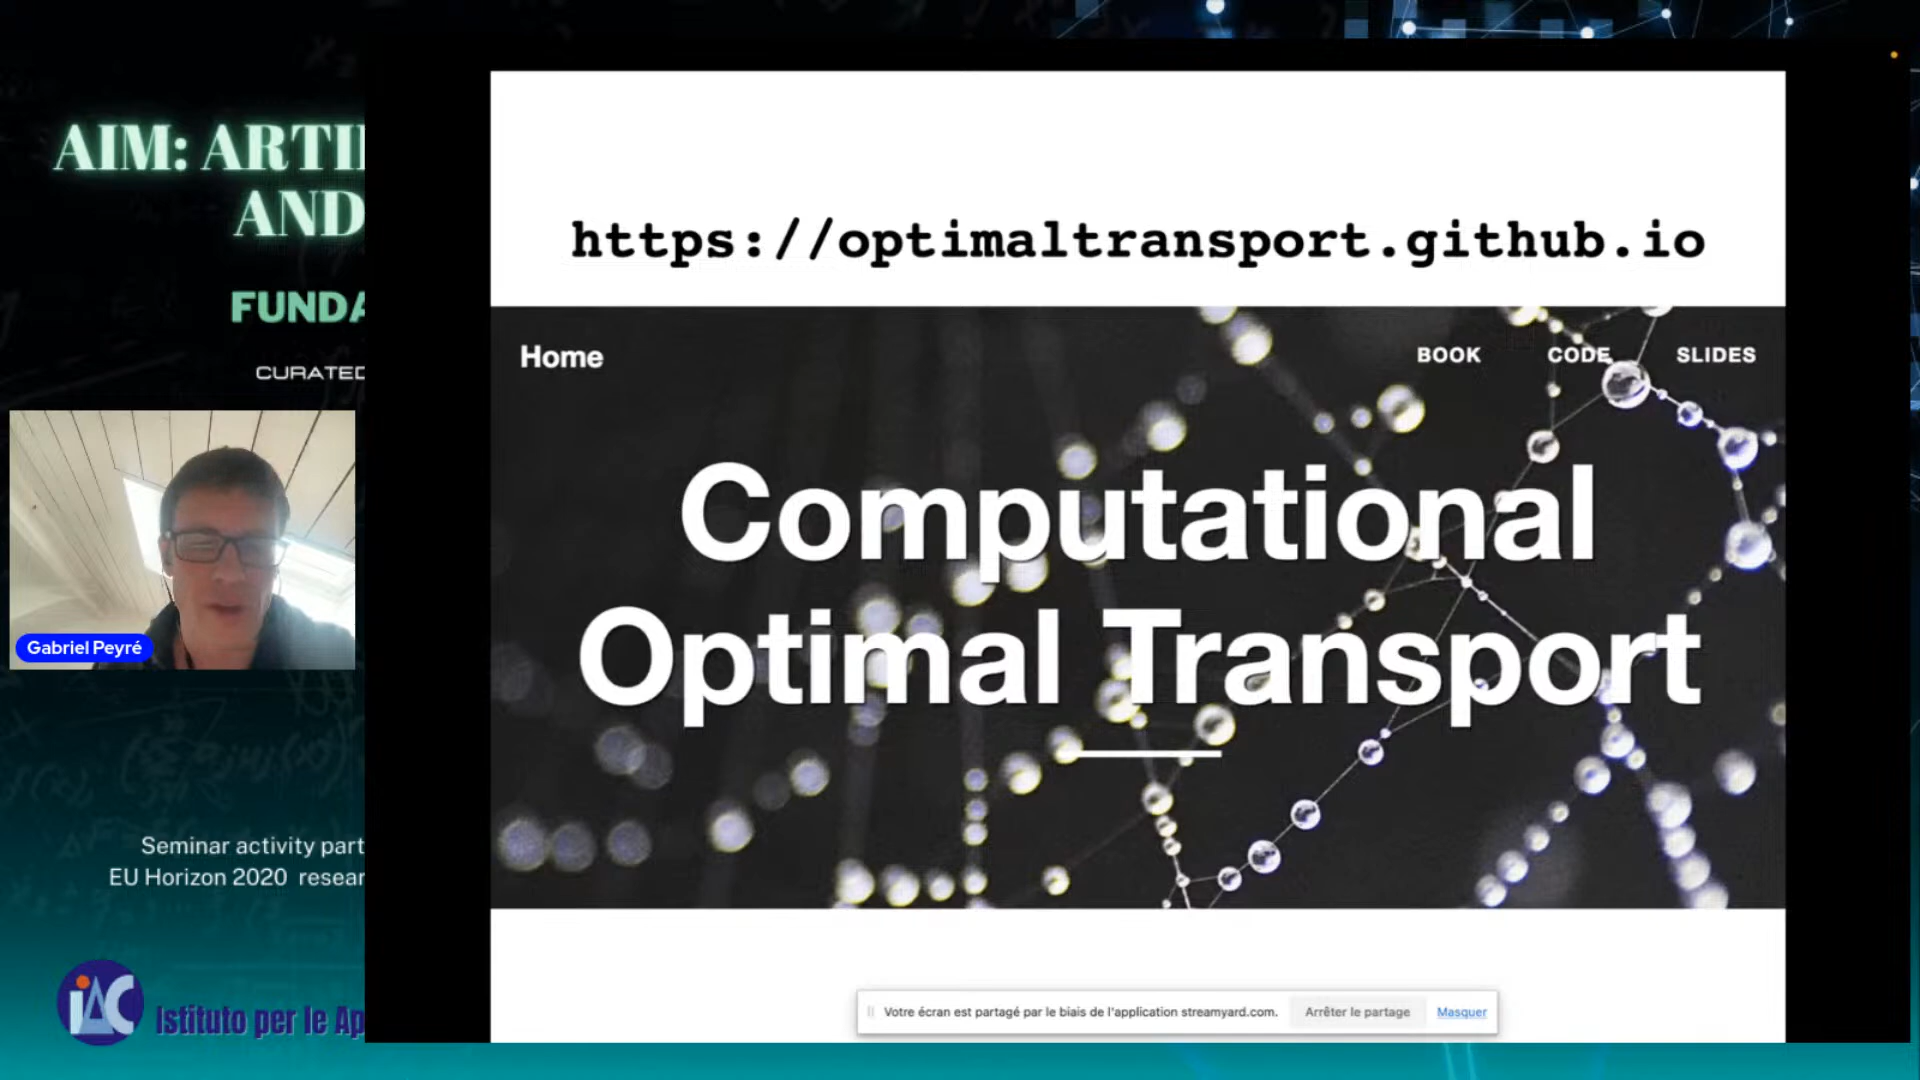 AIM: ARTI
AND
FUNDA
CURATED
Gabriel Peyré
Seminar activity part
EU Horizon 2020 resear
iAC
Istituto per le Ap
https://optimaltransport.github.io
Home
BOOK
CODE
SLIDES
Computational
Optimal Transport
Votre écran est partagé par le biais de l'application streamyard.com.
Arrêter le partage
Masquer